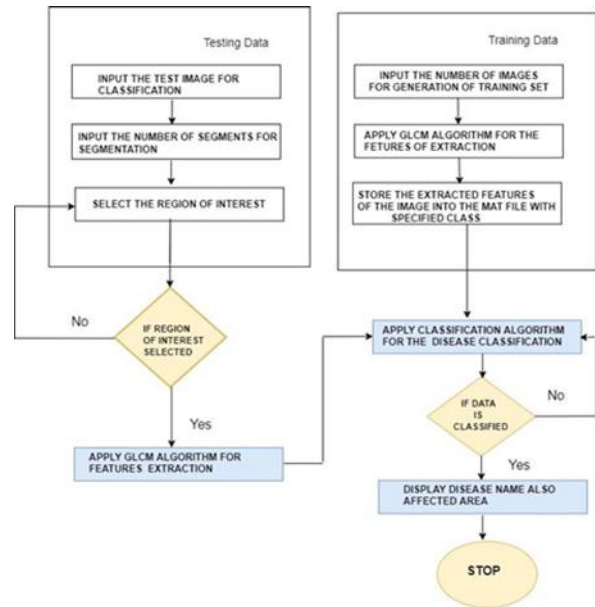 Testing Data
INPUT THE TEST IMAGE FOR
CLASSIFICATION
INPUT THE NUMBER OF SEGMENTS FOR
SEGMENTATION
SELECT THE REGION OF INTEREST
No
IF REGION
OF INTEREST
SELECTED
Yes
APPLY GLCM ALGORITHM FOR
FEATURES EXTRACTION
Training Data
INPUT THE NUMBER OF IMAGES
FOR GENERATION OF TRAINING SET
APPLY GLCM ALGORITHM FOR THE
FETURES OF EXTRACTION
STORE THE EXTRACTED FEATURES
OF THE IMAGE INTO THE MAT FILE WITH
SPECIFIED CLASS
APPLY CLASSIFICATION ALGORITHM
FOR THE DISEASE CLASSIFICATION
IF DATA
IS
CLASSIFIED
No
Yes
DISPLAY DISEASE NAME ALSO
AFFECTED AREA
STOP